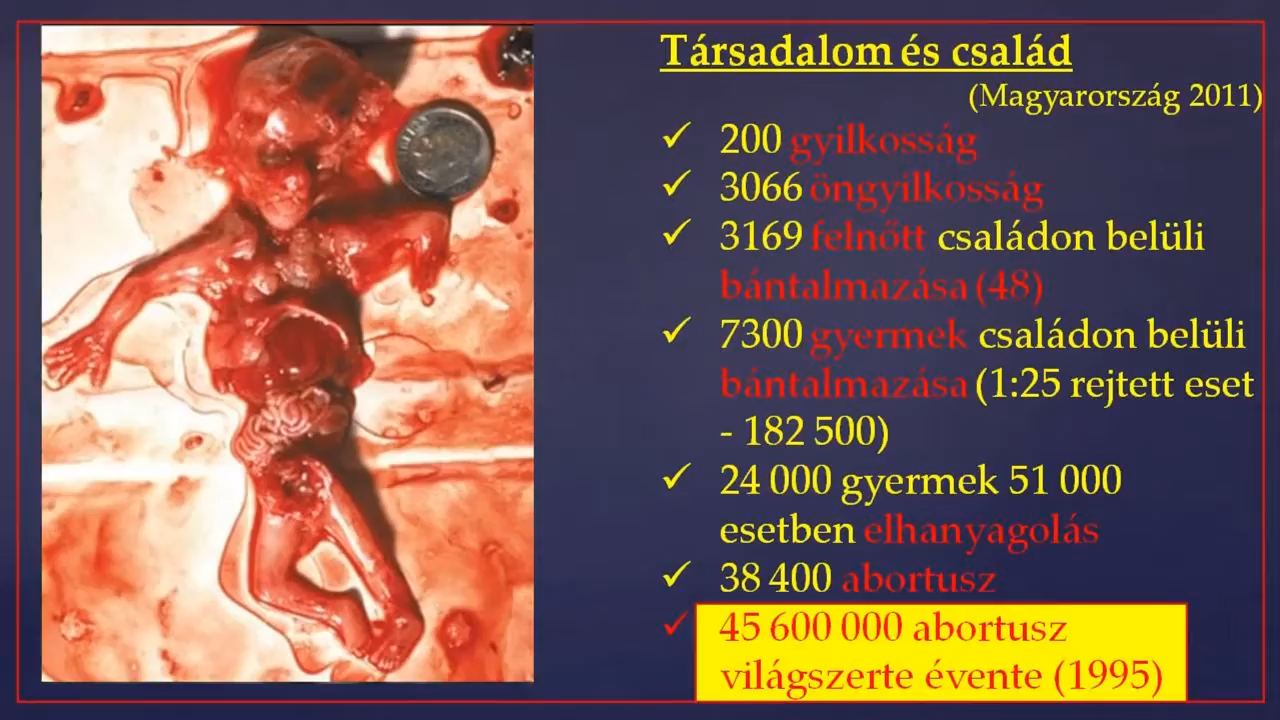 Társadalom és család
(Magyarország 2011)
✓ 200 gyilkosság
✓ 3066 öngyilkosság
✓ 3169 felnőtt családon belüli
bántalmazása (48)
✓ 7300 gyermek családon belüli
bántalmazása (1:25 rejtett eset
- 182 500)
✓ 24 000 gyermek 51 000
esetben elhanyagolás
✓ 38 400 abortusz
✓ 45 600 000 abortusz
világszerte évente (1995)